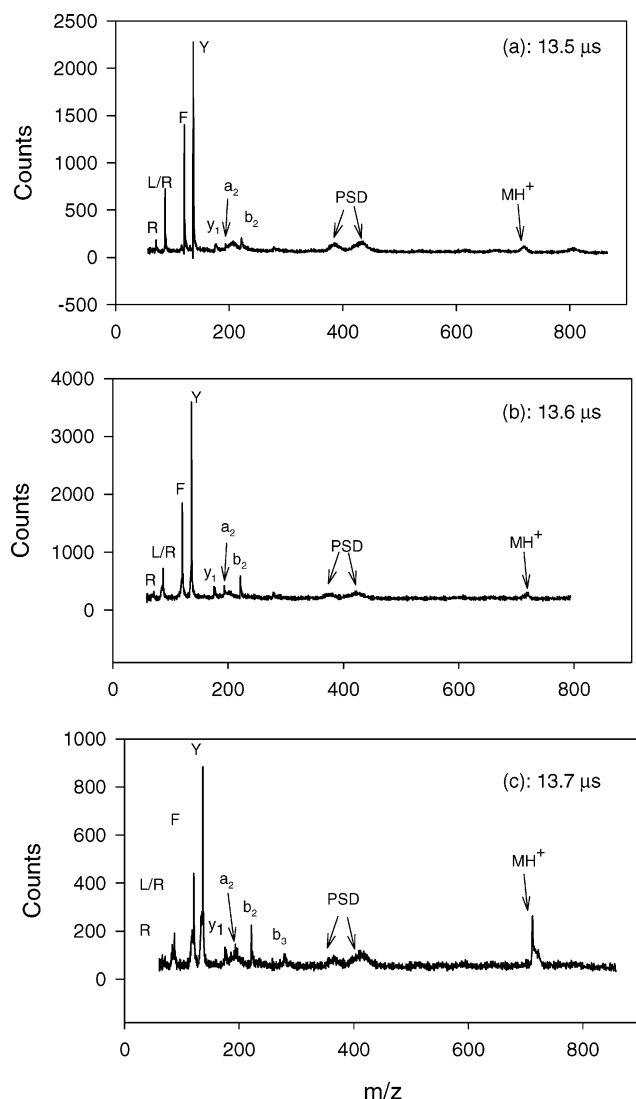 2500
2000
1500
1000
500
0
-500
Counts
Y
F
L/R
R
y1
a2
b2
PSD
MH+
(a): 13.5 μs
0
200
400
600
800
4000
3000
2000
1000
0
Counts
Y
F
L/R
R
y1
a2
b2
PSD
MH+
(b): 13.6 μs
0
200
400
600
800
1000
800
600
400
200
0
Counts
Y
F
L/R
R
y1
a2
b2
b3
PSD
MH+
(c): 13.7 μs
0
200
400
600
800
m/z